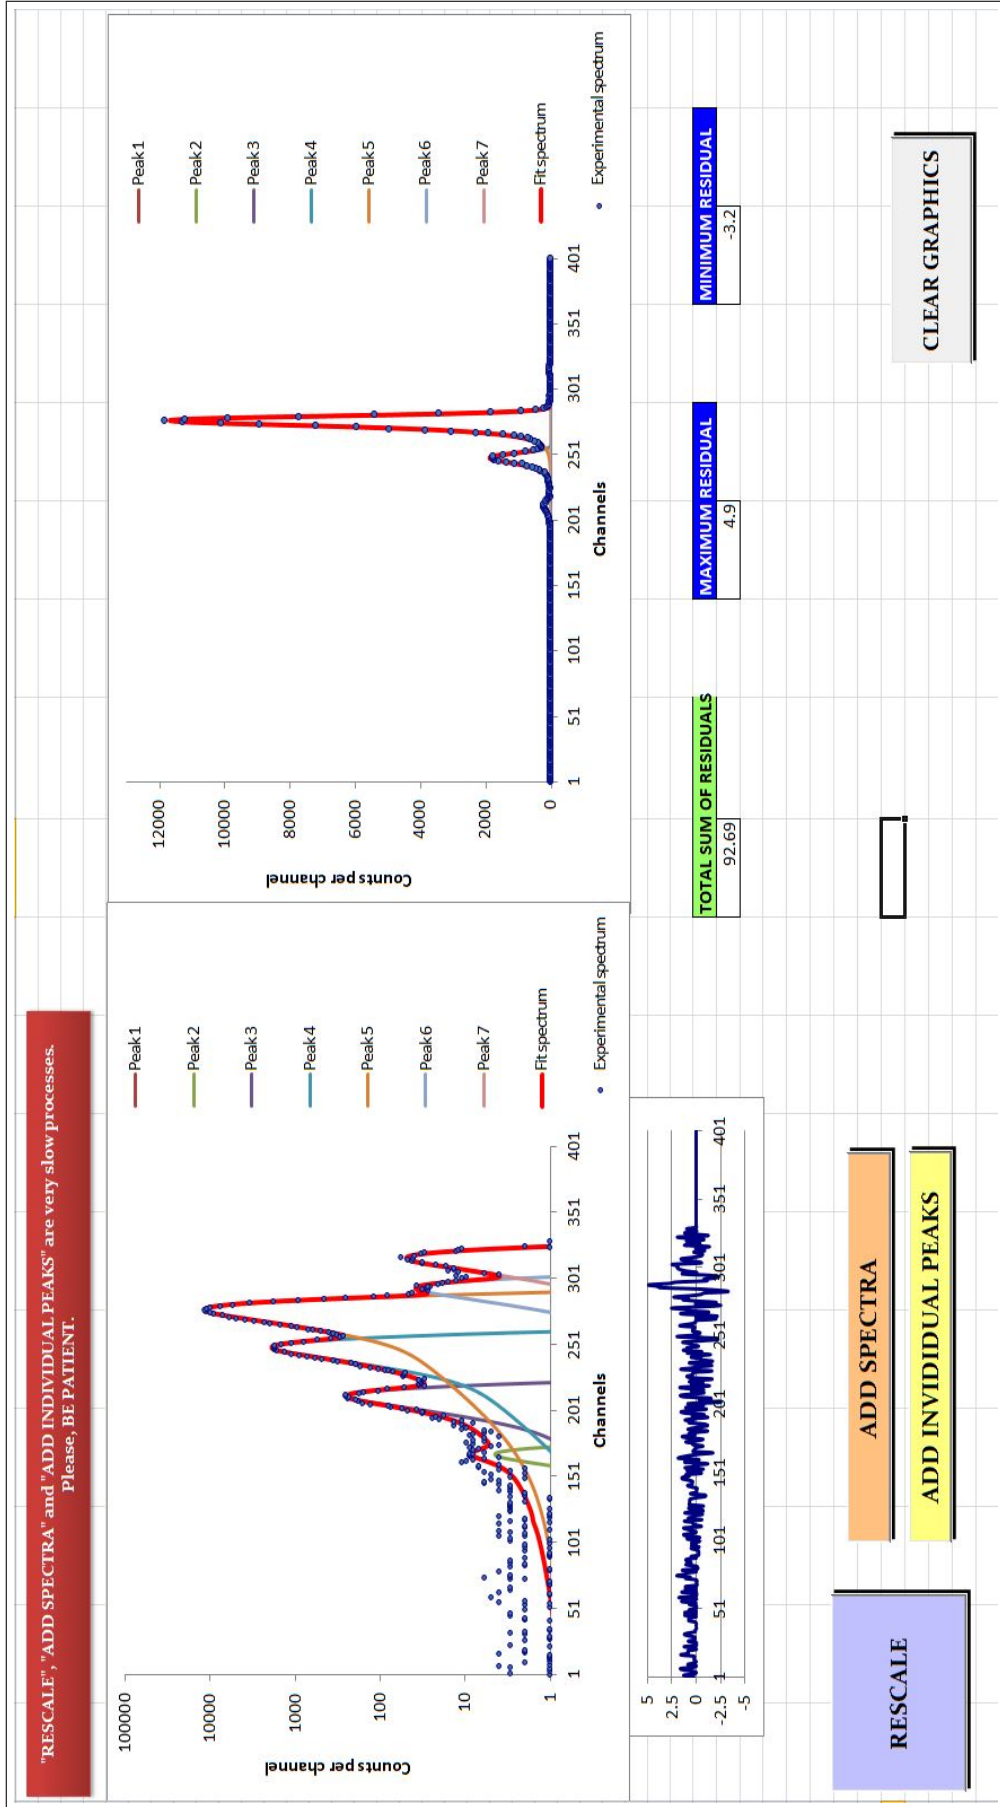 "RESCALE", "ADD SPECTRA" and "ADD INDIVIDUAL PEAKS" are very slow processes.
Please, BE PATIENT.
100000
10000
1000
100
10
1
Counts per channel
1
51
101
151
201
251
301
351
401
Channels
Peak1
Peak2
Peak3
Peak4
Peak5
Peak6
Peak7
Fit spectrum
Experimental spectrum
12000
10000
8000
6000
4000
2000
0
Counts per channel
1
51
101
151
201
251
301
351
401
Channels
Peak1
Peak2
Peak3
Peak4
Peak5
Peak6
Peak7
Fit spectrum
Experimental spectrum
5
2.5
0
-2.5
-5
1
51
101
151
201
251
301
351
401
TOTAL SUM OF RESIDUALS
92.69
MAXIMUM RESIDUAL
4.9
MINIMUM RESIDUAL
-3.2
RESCALE
ADD SPECTRA
ADD INVIDIDUAL PEAKS
CLEAR GRAPHICS